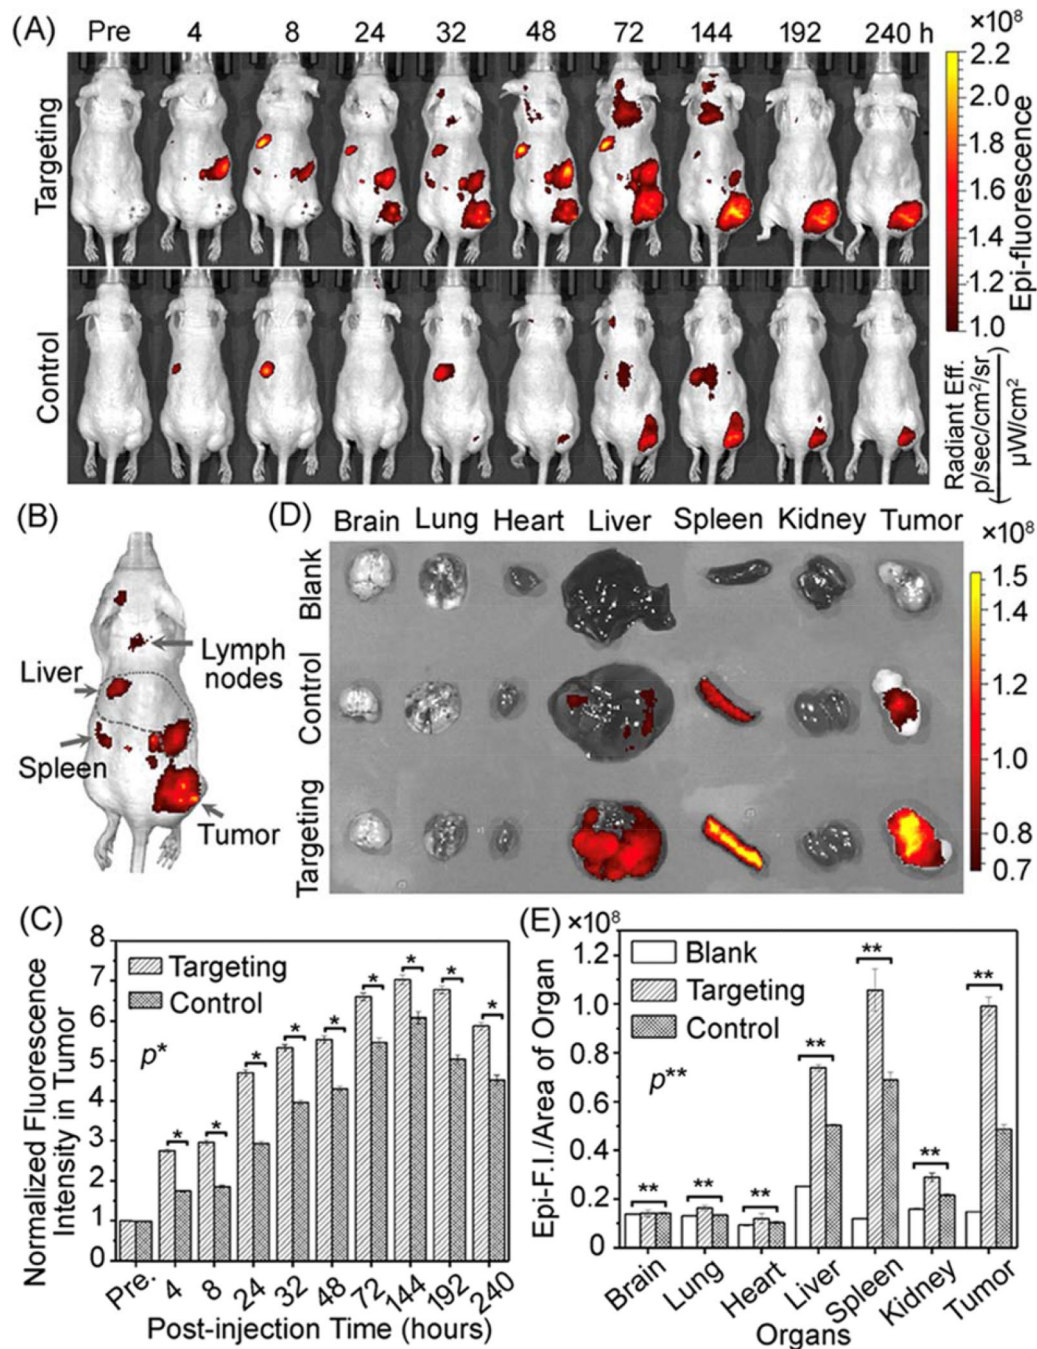 (A) Pre 4 8 24 32 48 72 144 192 240 h
×10⁸
2.2
2.0
1.8
1.6
1.4
1.2
1.0
Epi-fluorescence
Targeting
Control
Radiant Eff.
p/sec/cm²/sr
μW/cm²
(B)
Lymph
nodes
Liver
Spleen
Tumor
(D)
Brain Lung Heart Liver Spleen Kidney Tumor
Blank
Control
Targeting
×10⁸
1.5
1.4
1.2
1.0
0.8
0.7
(C)
Normalized Fluorescence
Intensity in Tumor
8
7
6
5
4
3
2
1
0
Targeting
Control
p*
* * * * * * * * *
Pre. 4 8 24 32 48 72 144 192 240
Post-injection Time (hours)
(E)
×10⁸
Epi-F.I./Area of Organ
1.2
1.0
0.8
0.6
0.4
0.2
0
Blank
Targeting
Control
p**
** ** ** ** ** ** **
Brain Lung Heart Liver Spleen Kidney Tumor
Organs